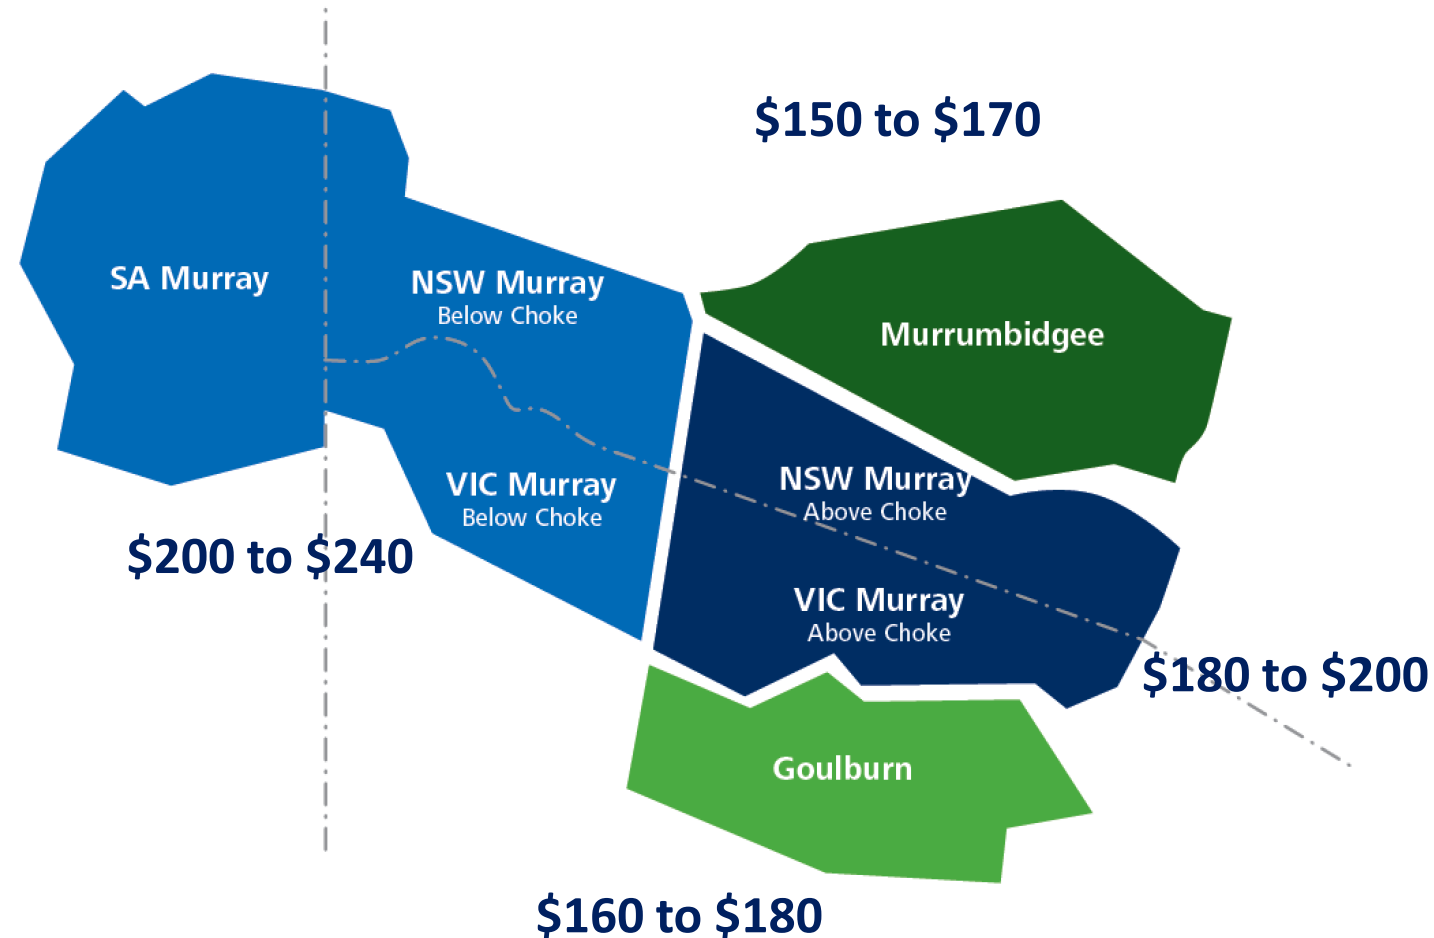 $150 to $170
SA Murray
NSW Murray
Below Choke
Murrumbidgee
VIC Murray
Below Choke
NSW Murray
Above Choke
$200 to $240
VIC Murray
Above Choke
$180 to $200
Goulburn
$160 to $180